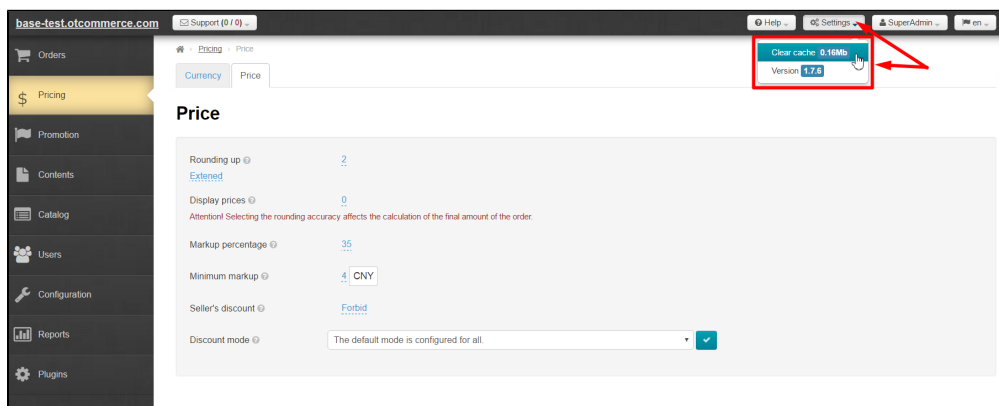 base-test.otcommerce.com Support (0 / 0) Help Settings SuperAdmin en
Clear cache 0.16Mb
Version 1.7.6
Orders
Pricing
Promotion
Contents
Catalog
Users
Configuration
Reports
Plugins
Pricing Price
Currency Price
Price
Rounding up 2
Extened
Display prices 0
Attention! Selecting the rounding accuracy affects the calculation of the final amount of the order.
Markup percentage 35
Minimum markup 4 CNY
Seller's discount Forbid
Discount mode The default mode is configured for all.